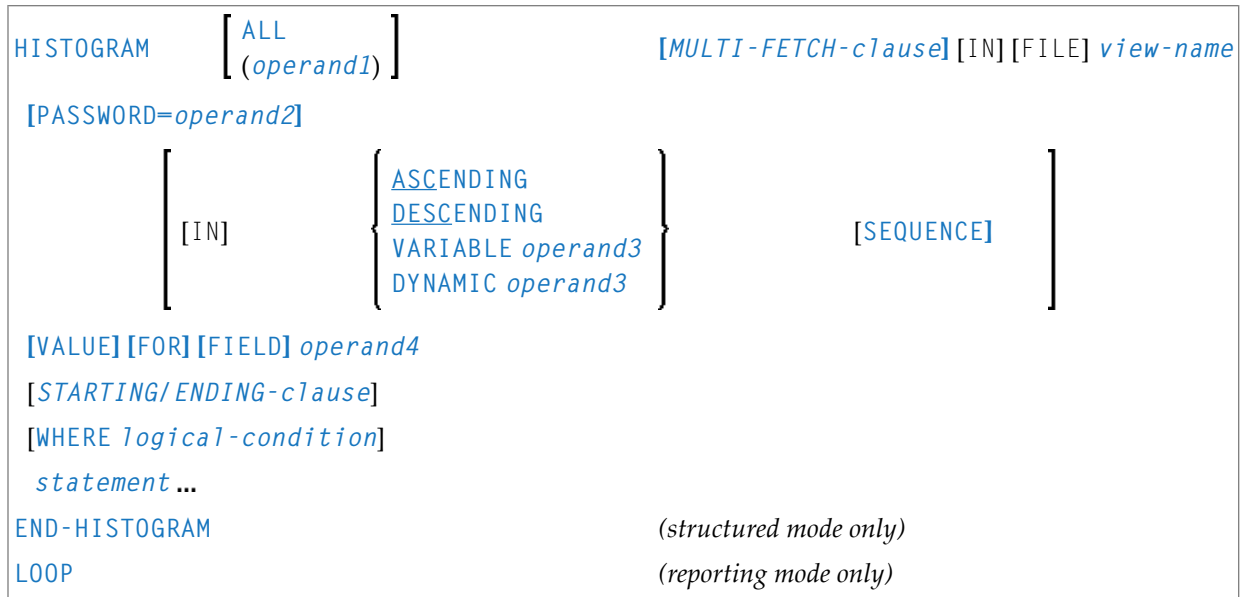 HISTOGRAM [ ALL (operand1) ] [MULTI-FETCH-clause] [IN] [FILE] view-name
[PASSWORD=operand2]
[ [IN] { ASCENDING
DESCENDING
VARIABLE operand3
DYNAMIC operand3 } [SEQUENCE] ]
[VALUE] [FOR] [FIELD] operand4
[STARTING/ENDING-clause]
[WHERE logical-condition]
statement ...
END-HISTOGRAM (structured mode only)
LOOP (reporting mode only)